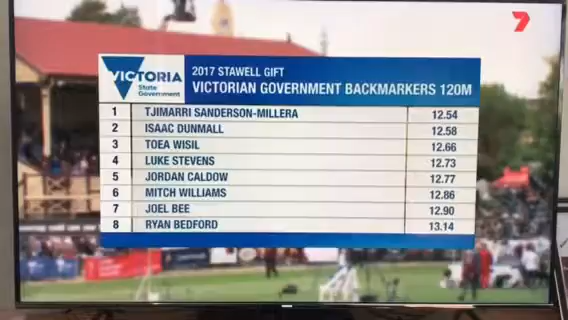 7
VICTORIA
State
Government
2017 STAWELL GIFT
VICTORIAN GOVERNMENT BACKMARKERS 120M
1 TJIMARRI SANDERSON-MILLERA 12.54
2 ISAAC DUNMALL 12.58
3 TOEA WISIL 12.66
4 LUKE STEVENS 12.73
5 JORDAN CALDOW 12.77
6 MITCH WILLIAMS 12.86
7 JOEL BEE 12.90
8 RYAN BEDFORD 13.14